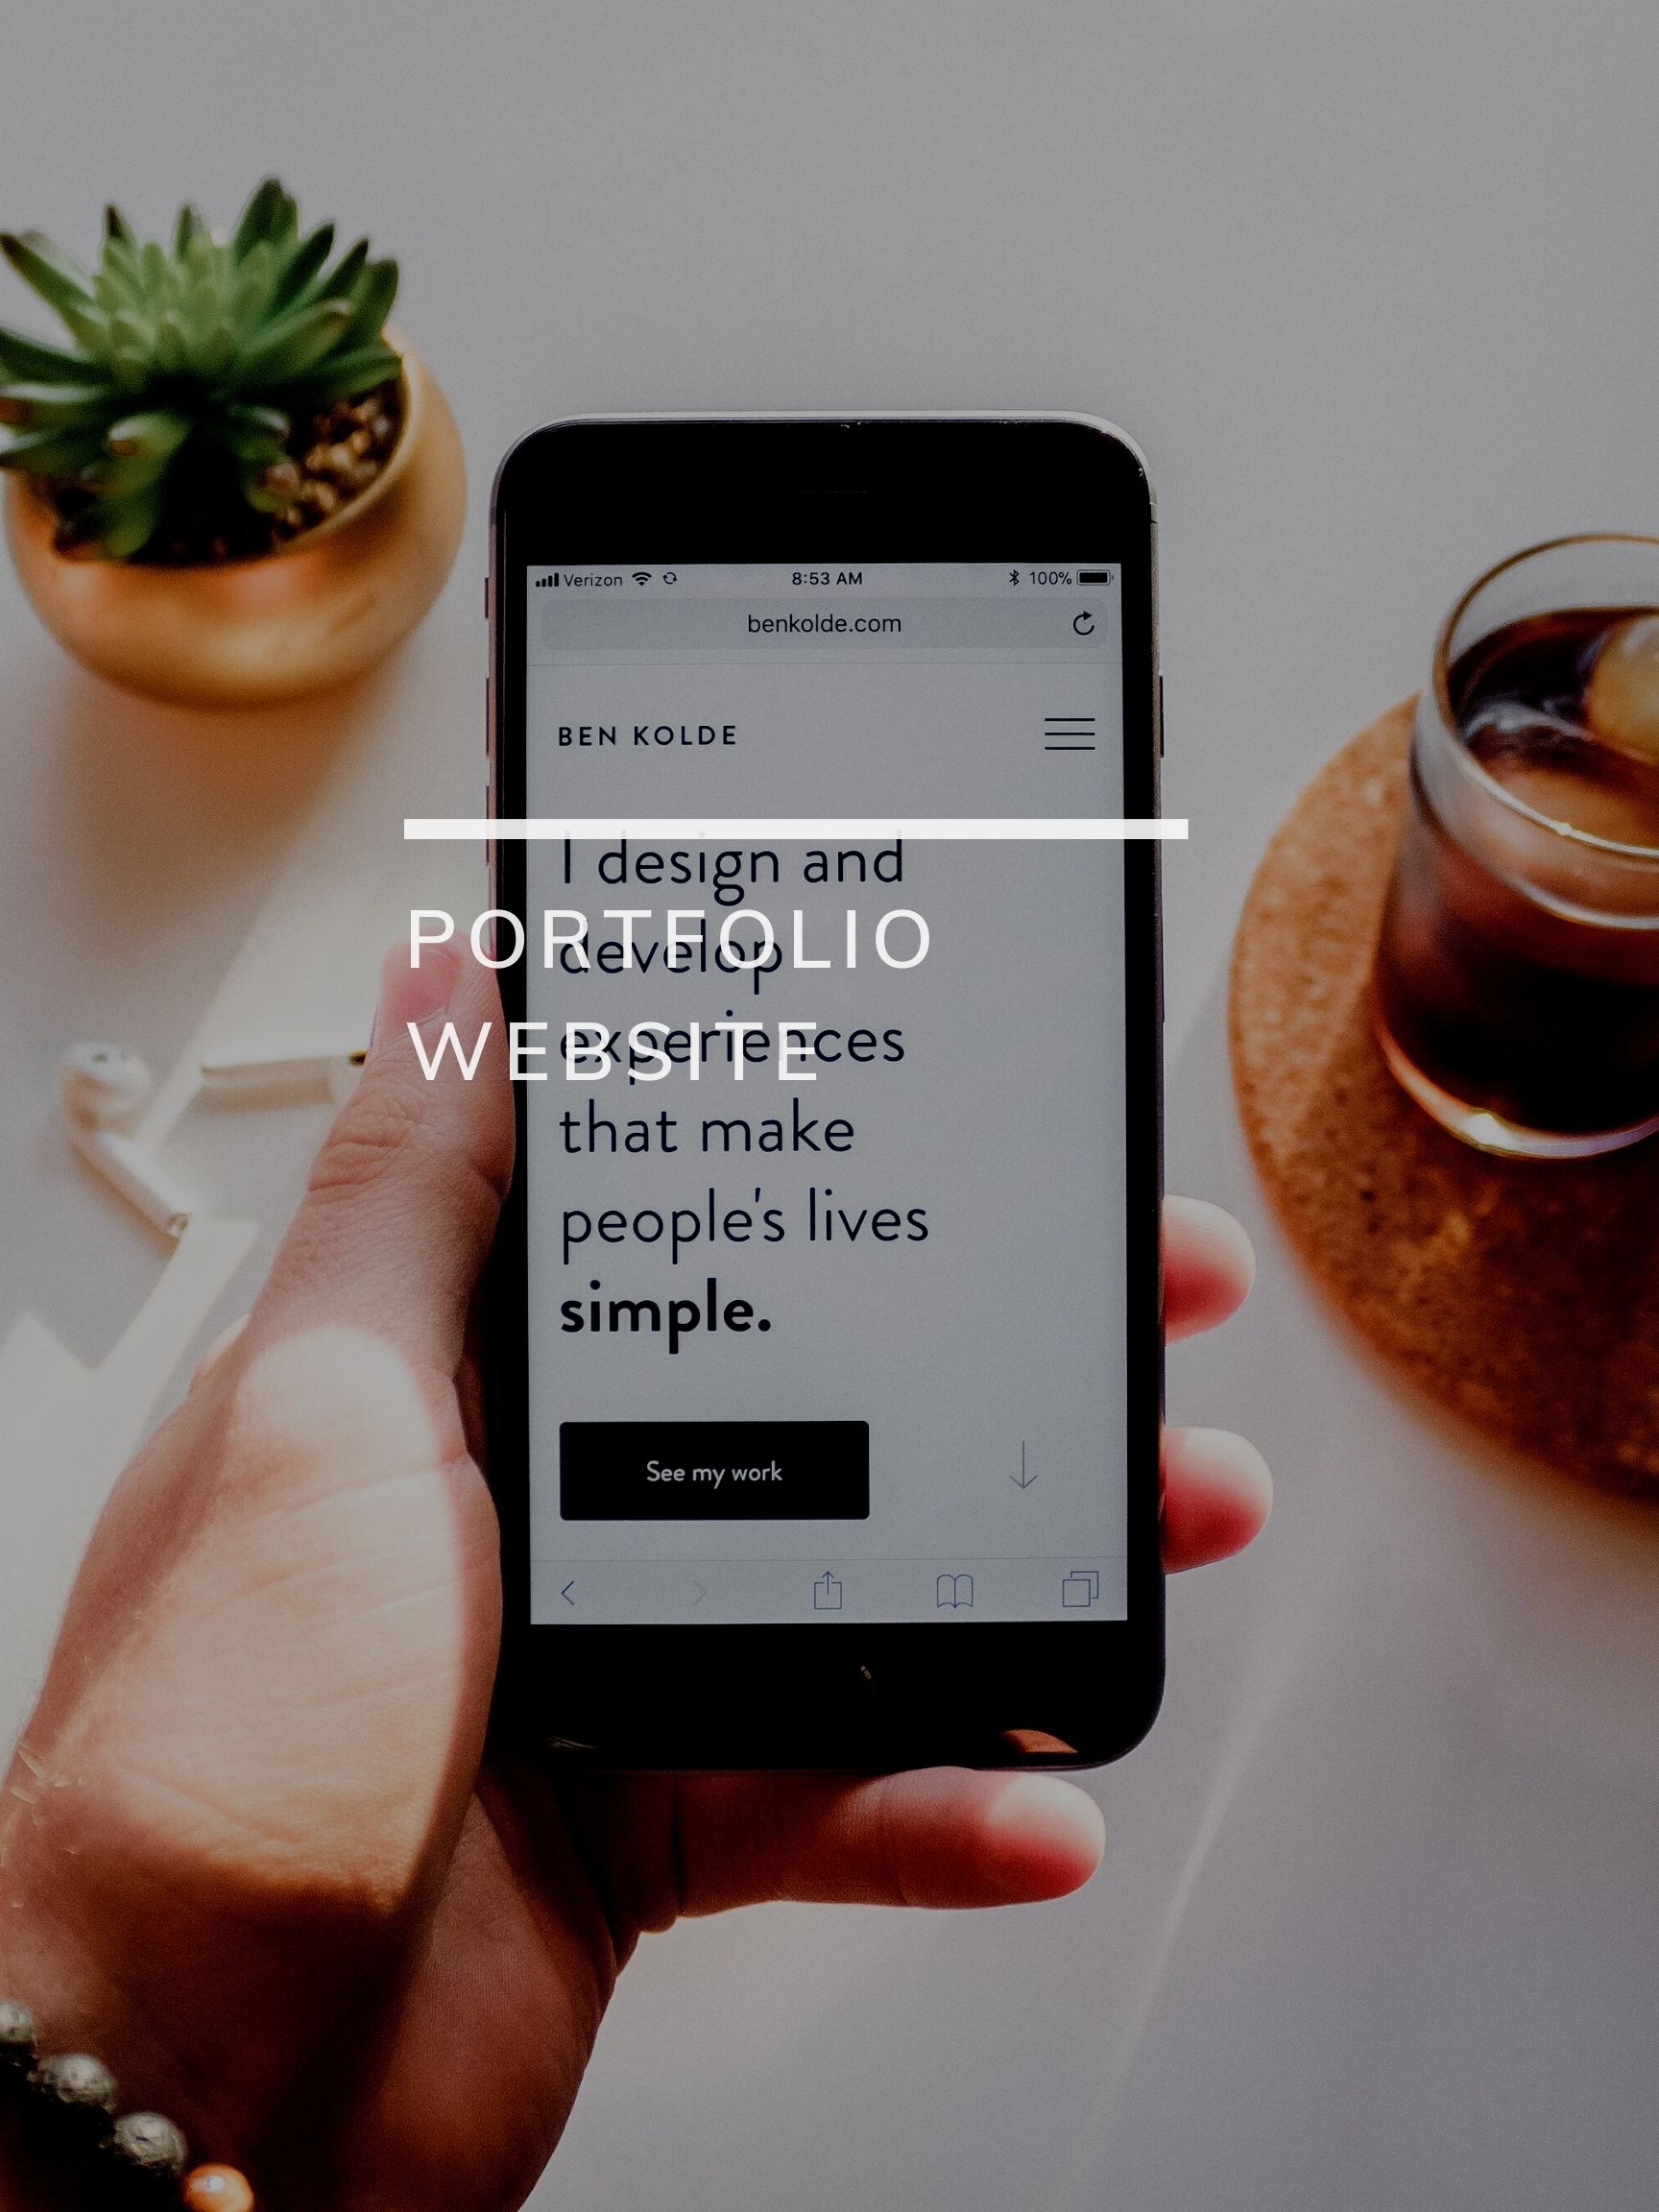 Verizon 8:53 AM 100%
benkolde.com
BEN KOLDE
I design and
develop
experiences
that make
people's lives
simple.
See my work
PORTFOLIO
WEBSITE